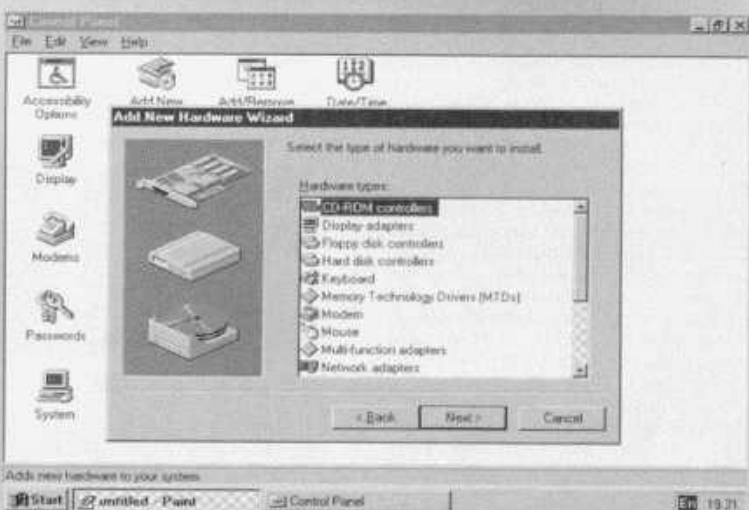 Control Panel
File Edit View Help
Accessibility Options
Add New
Add/Remove
Date/Time
Display
Modems
Passwords
System
Add New Hardware Wizard
Select the type of hardware you want to install.
Hardware types:
CD-ROM controllers
Display adapters
Floppy disk controllers
Hard disk controllers
Keyboard
Memory Technology Drivers (MTDs)
Modem
Mouse
Multi-function adapters
Network adapters
< Back
Next >
Cancel
Adds new hardware to your system.
Start
untitled - Paint
Control Panel
En
19:21